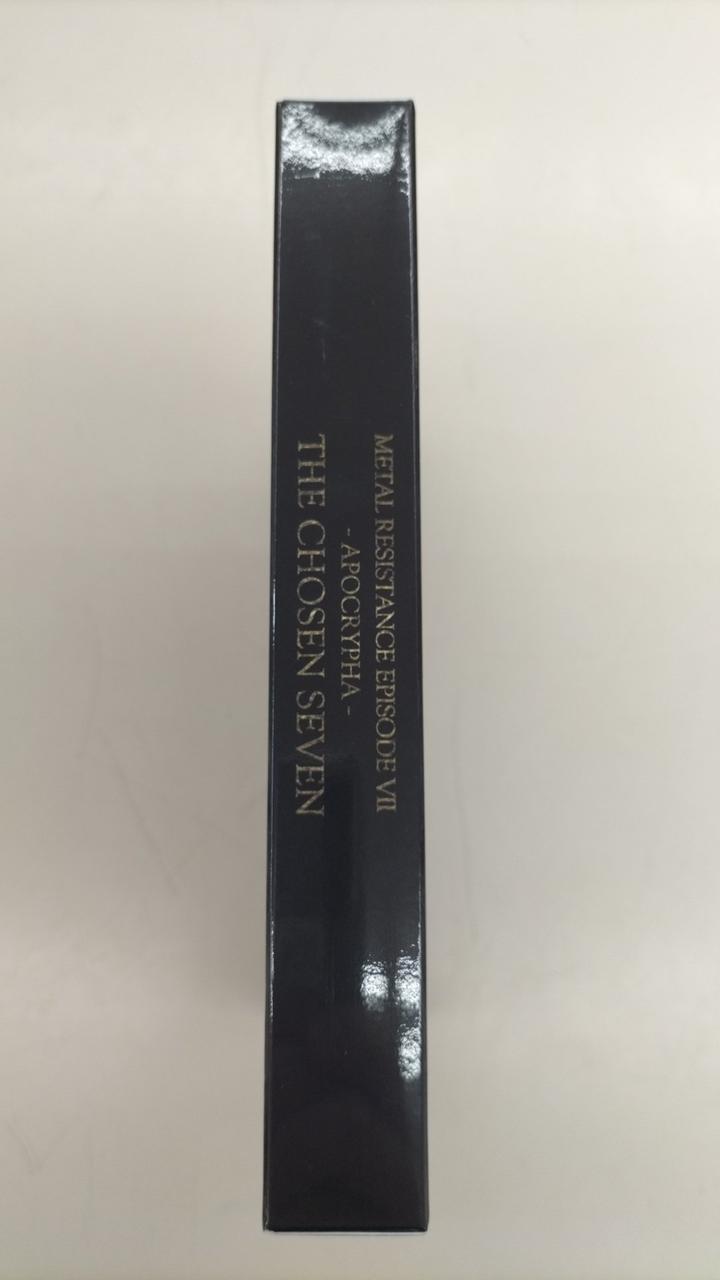 METAL RESISTANCE EPISODE VII
- APOCRYPHA -
THE CHOSEN SEVEN